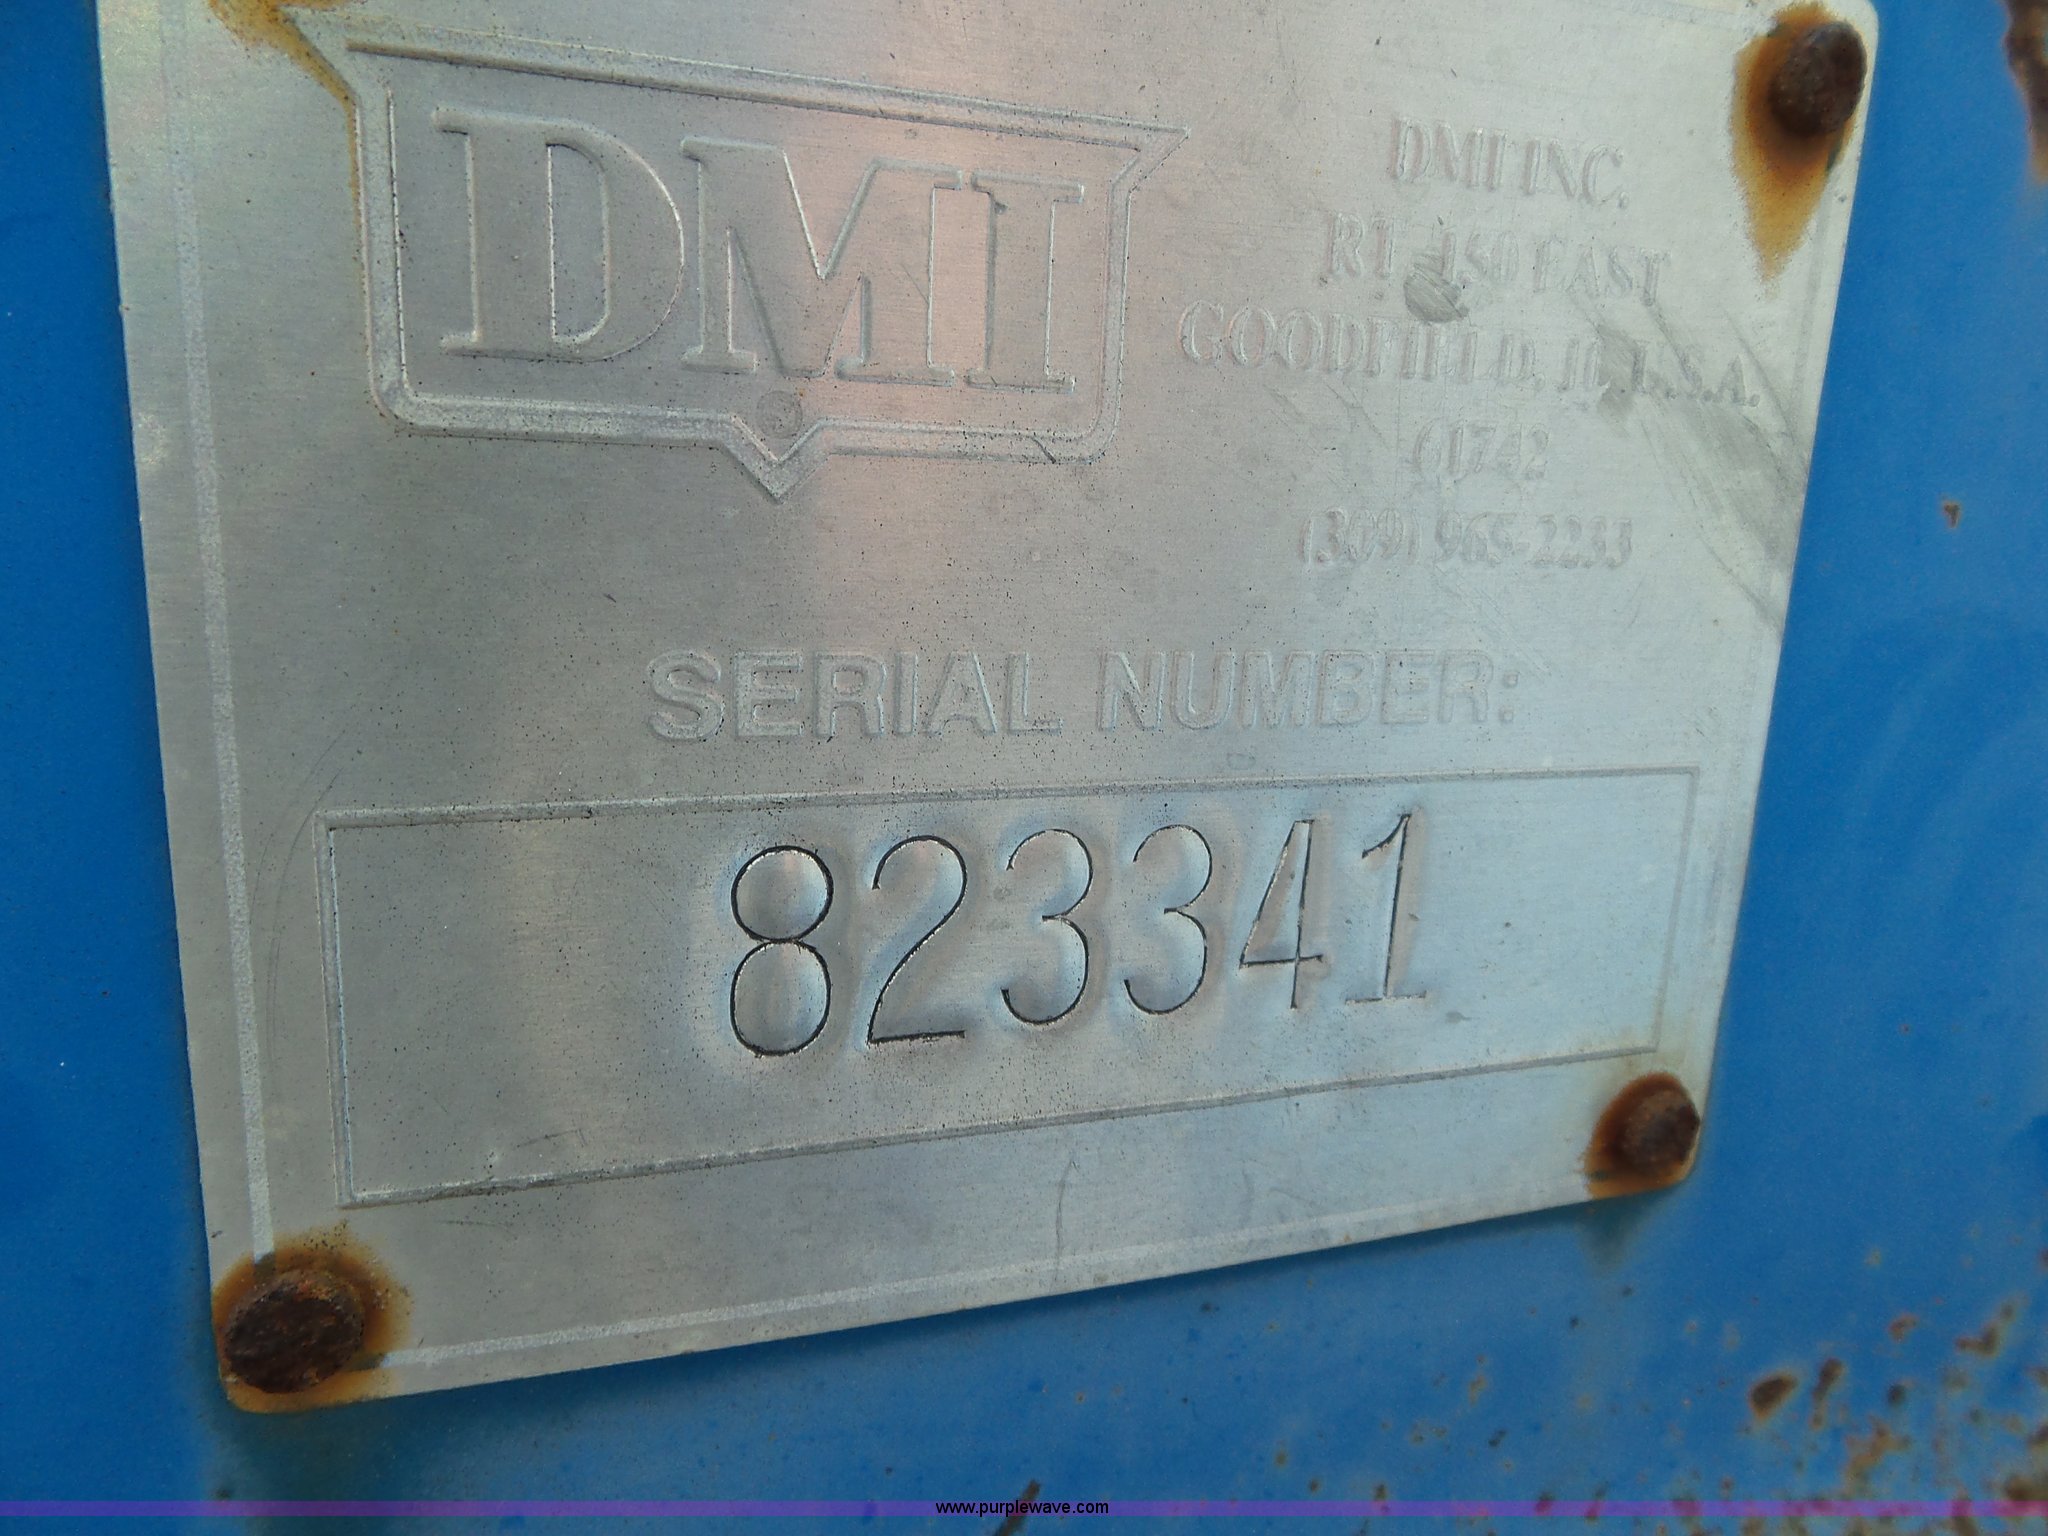 DMI
DMI INC.
RT. 150 EAST
GOODFIELD, IL U.S.A.
61742
(309) 965-2233
SERIAL NUMBER:
823341
www.purplewave.com